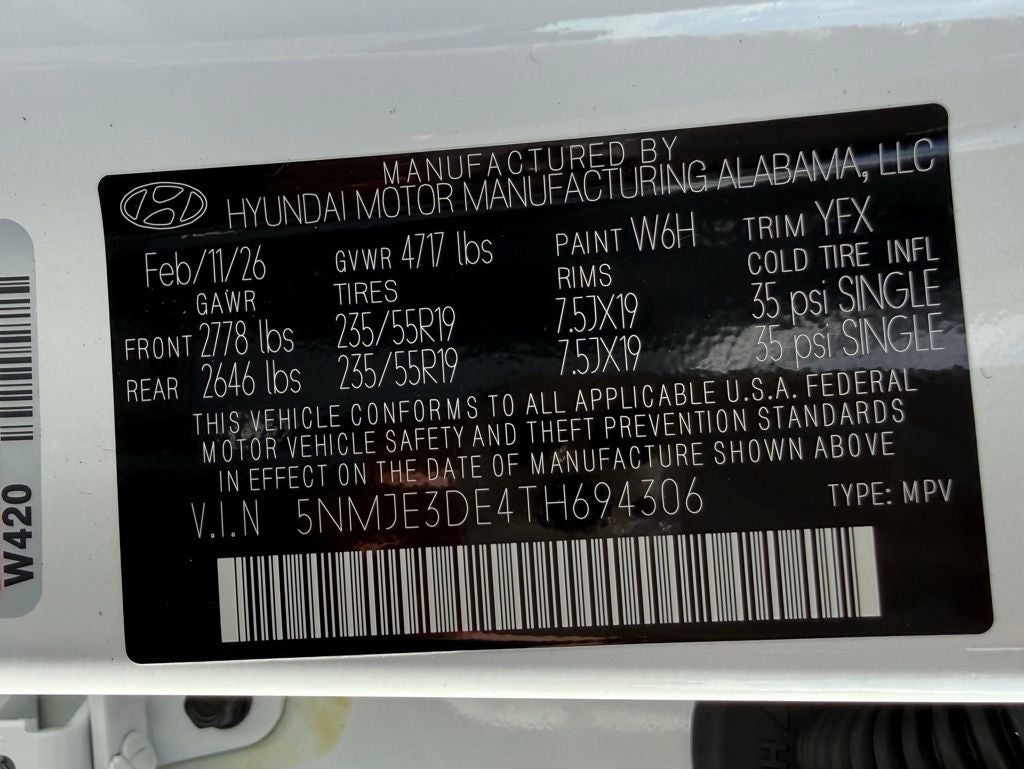 MANUFACTURED BY
HYUNDAI MOTOR MANUFACTURING ALABAMA, LLC
Feb/11/26 GVWR 4717 lbs PAINT W6H TRIM YFX
GAWR TIRES RIMS COLD TIRE INFL
FRONT 2778 lbs 235/55R19 7.5JX19 35 psi SINGLE
REAR 2646 lbs 235/55R19 7.5JX19 35 psi SINGLE
THIS VEHICLE CONFORMS TO ALL APPLICABLE U.S.A. FEDERAL
MOTOR VEHICLE SAFETY AND THEFT PREVENTION STANDARDS
IN EFFECT ON THE DATE OF MANUFACTURE SHOWN ABOVE
V.I.N 5NMJE3DE4TH694306 TYPE: MPV
W420